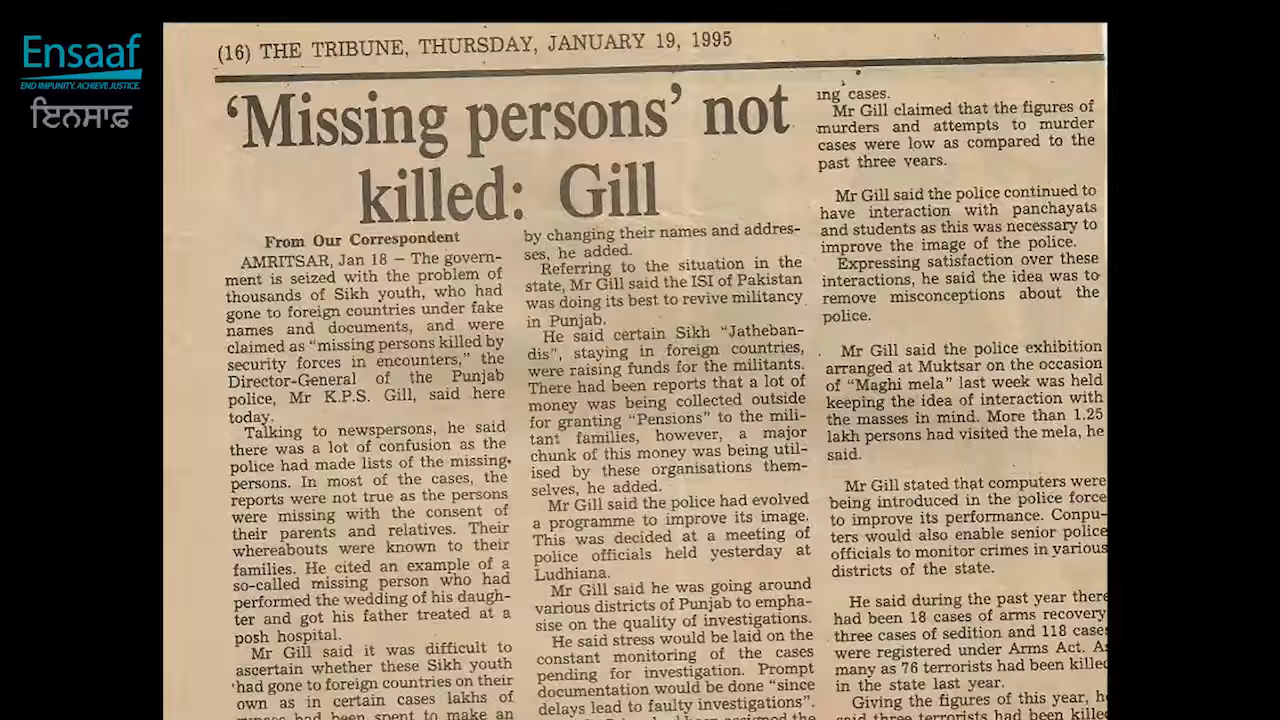 Ensaaf
END IMPUNITY. ACHIEVE JUSTICE.
ਇਨਸਾਫ਼
(16) THE TRIBUNE, THURSDAY, JANUARY 19, 1995
‘Missing persons’ not
killed: Gill
From Our Correspondent
AMRITSAR, Jan 18 — The govern-
ment is seized with the problem of
thousands of Sikh youth, who had
gone to foreign countries under fake
names and documents, and were
claimed as “missing persons killed by
security forces in encounters,” the
Director-General of the Punjab
police, Mr K.P.S. Gill, said here
today.
Talking to newspersons, he said
there was a lot of confusion as the
police had made lists of the missing
persons. In most of the cases, the
reports were not true as the persons
were missing with the consent of
their parents and relatives. Their
whereabouts were known to their
families. He cited an example of a
so-called missing person who had
performed the wedding of his daugh-
ter and got his father treated at a
posh hospital.
Mr Gill said it was difficult to
ascertain whether these Sikh youth
had gone to foreign countries on their
own as in certain cases lakhs of
had been spent to make an
by changing their names and addres-
ses, he added.
Referring to the situation in the
state, Mr Gill said the ISI of Pakistan
was doing its best to revive militancy
in Punjab.
He said certain Sikh “Jatheban-
dis”, staying in foreign countries,
were raising funds for the militants.
There had been reports that a lot of
money was being collected outside
for granting “Pensions” to the mili-
tant families, however, a major
chunk of this money was being util-
ised by these organisations them-
selves, he added.
Mr Gill said the police had evolved
a programme to improve its image.
This was decided at a meeting of
police officials held yesterday at
Ludhiana.
Mr Gill said he was going around
various districts of Punjab to empha-
sise on the quality of investigations.
He said stress would be laid on the
constant monitoring of the cases
pending for investigation. Prompt
documentation would be done “since
delays lead to faulty investigations”.
ing cases.
Mr Gill claimed that the figures of
murders and attempts to murder
cases were low as compared to the
past three years.
Mr Gill said the police continued to
have interaction with panchayats
and students as this was necessary to
improve the image of the police.
Expressing satisfaction over these
interactions, he said the idea was to
remove misconceptions about the
police.
Mr Gill said the police exhibition
arranged at Muktsar on the occasion
of “Maghi mela” last week was held
keeping the idea of interaction with
the masses in mind. More than 1.25
lakh persons had visited the mela, he
said.
Mr Gill stated that computers were
being introduced in the police force
to improve its performance. Conpu-
ters would also enable senior police
officials to monitor crimes in various
districts of the state.
He said during the past year there
had been 18 cases of arms recovery
three cases of sedition and 118 cases
were registered under Arms Act. As
many as 76 terrorists had been killed
in the state last year.
Giving the figures of this year, h
said three terrorists had been killed